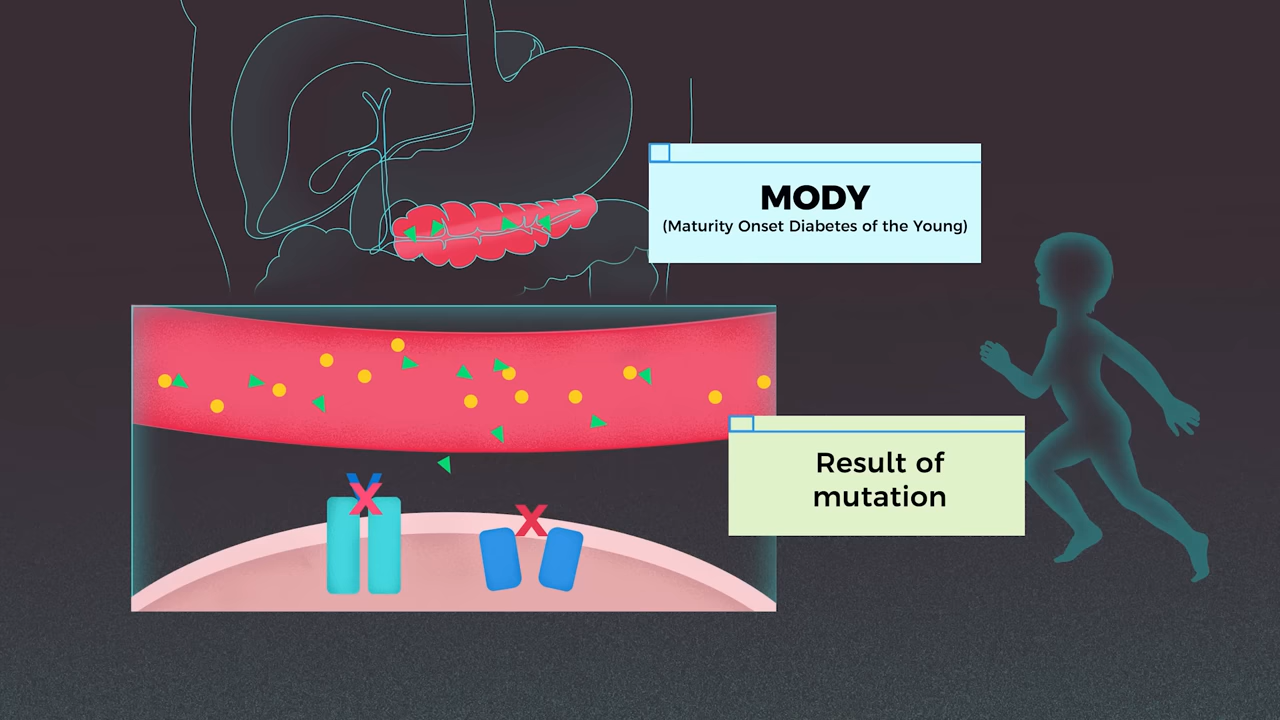 MODY
(Maturity Onset Diabetes of the Young)
Result of
mutation
X
X